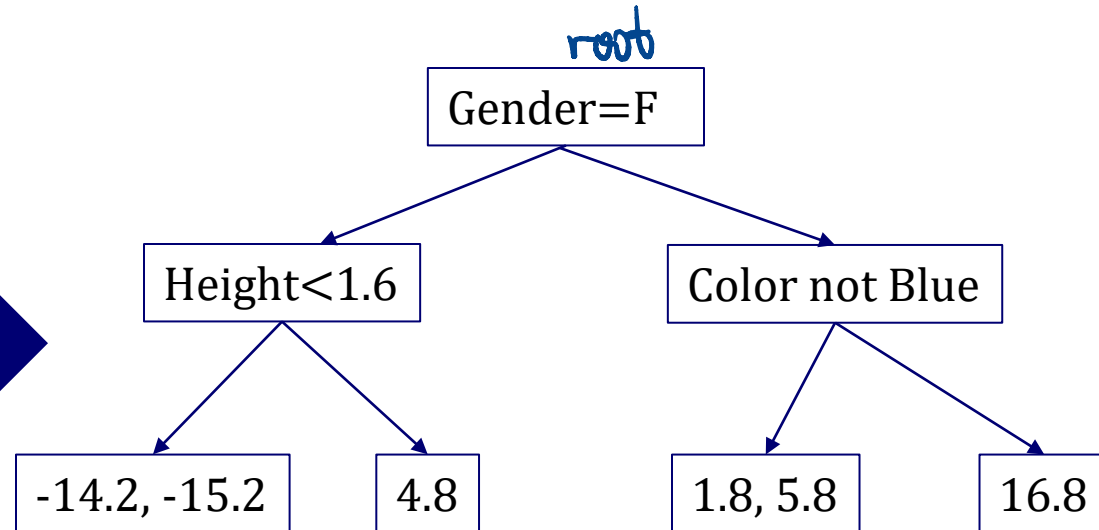 root
Gender=F
Height<1.6
Color not Blue
-14.2, -15.2
4.8
1.8, 5.8
16.8